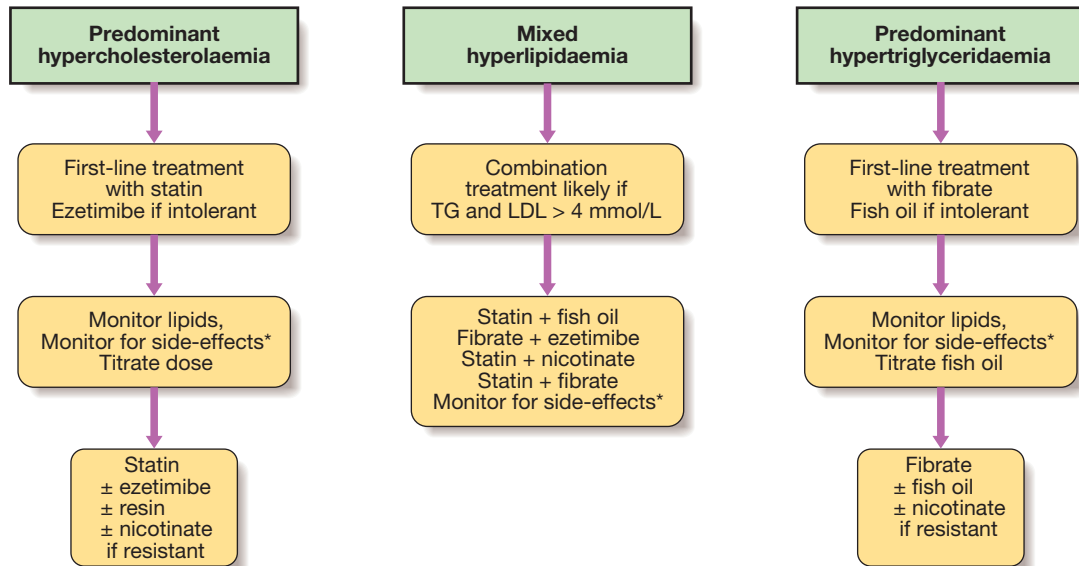 Predominant
hypercholesterolaemia
First-line treatment
with statin
Ezetimibe if intolerant
Monitor lipids,
Monitor for side-effects*
Titrate dose
Statin
± ezetimibe
± resin
± nicotinate
if resistant
Mixed
hyperlipidaemia
Combination
treatment likely if
TG and LDL > 4 mmol/L
Statin + fish oil
Fibrate + ezetimibe
Statin + nicotinate
Statin + fibrate
Monitor for side-effects*
Predominant
hypertriglyceridaemia
First-line treatment
with fibrate
Fish oil if intolerant
Monitor lipids,
Monitor for side-effects*
Titrate fish oil
Fibrate
± fish oil
± nicotinate
if resistant